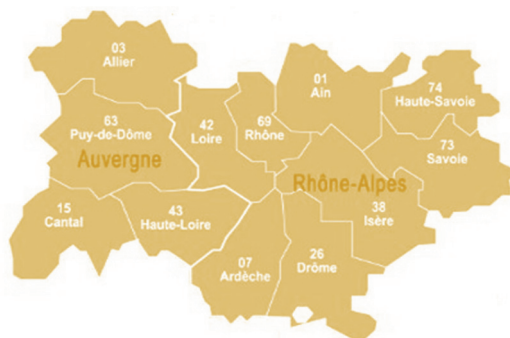 03
Allier
01
Ain
74
Haute-Savoie
63
Puy-de-Dôme
42
Loire
69
Rhône
73
Savoie
Auvergne
Rhône-Alpes
15
Cantal
43
Haute-Loire
38
Isère
07
Ardèche
26
Drôme